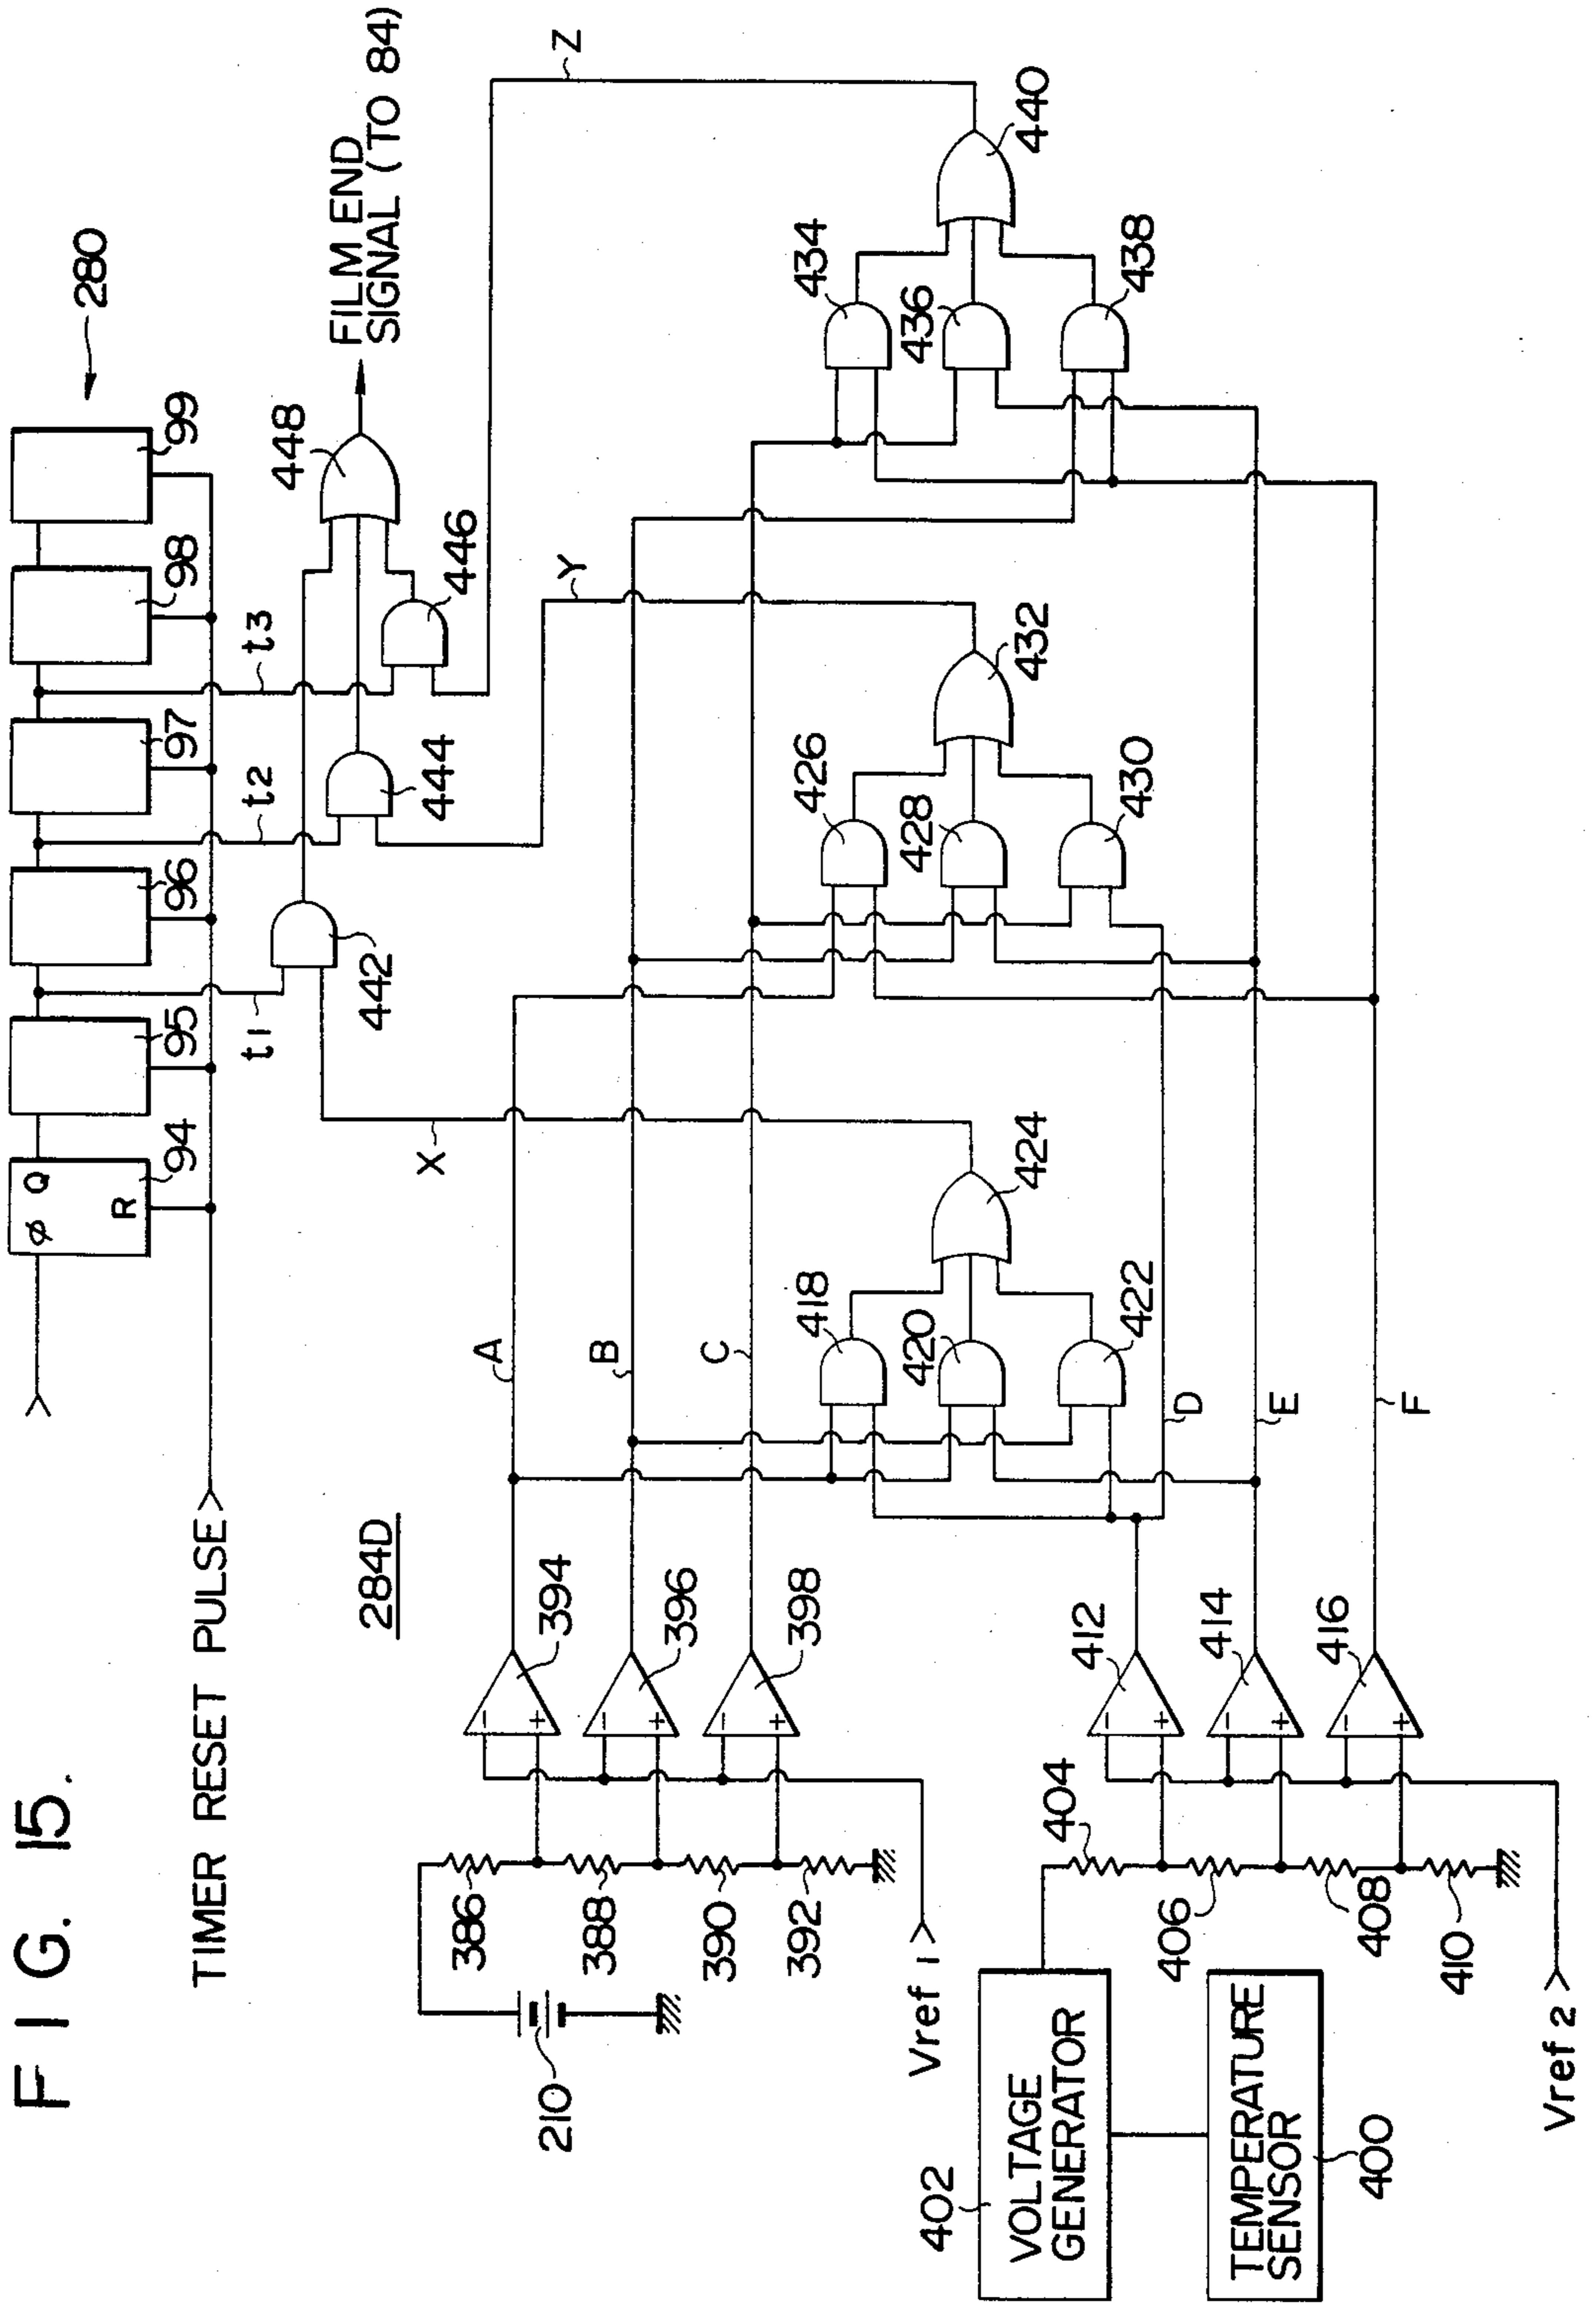 F I G. 15.
TIMER RESET PULSE
FILM END
SIGNAL (TO 84)
280
φ Q
R
94
95
96
97
98
99
t1
t2
t3
442
444
446
448
X
Y
Z
284D
A
B
C
D
E
F
210
386
388
390
392
394
-
+
396
-
+
398
-
+
Vref 1
402
VOLTAGE
GENERATOR
TEMPERATURE
SENSOR
400
404
406
408
410
412
-
+
414
-
+
416
-
+
Vref 2
418
420
422
424
426
428
430
432
434
436
438
440